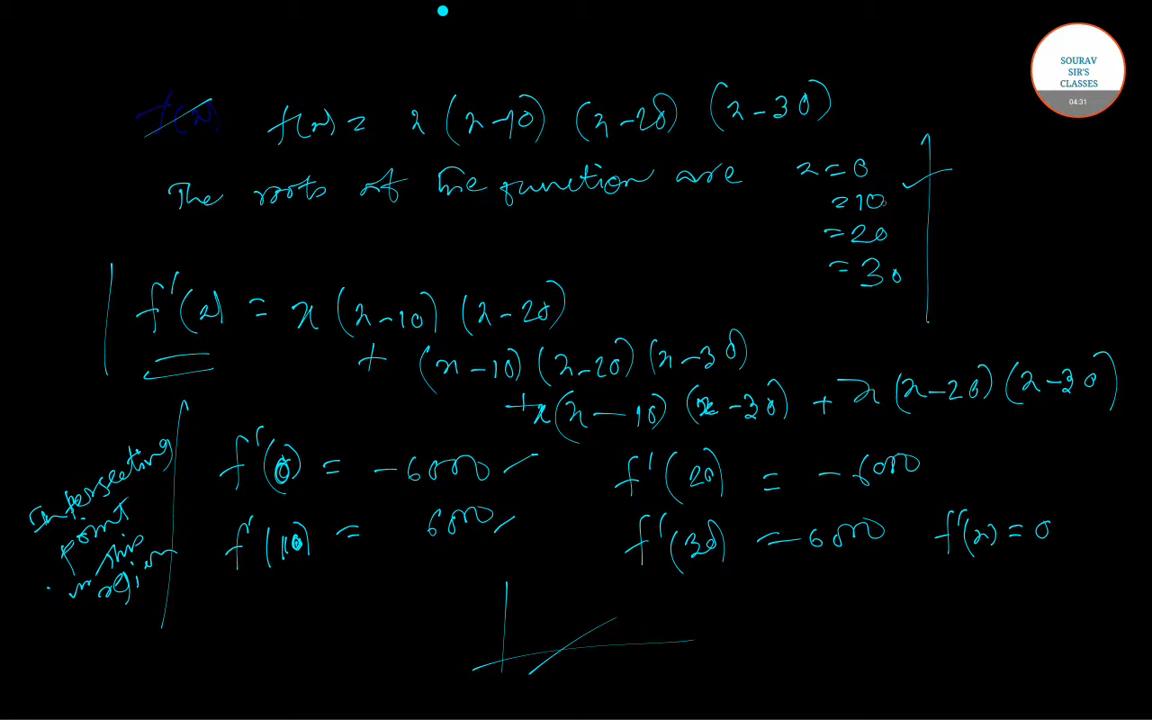 SOURAV
SIR'S
CLASSES
04:31
f(x)
f(x) = x (x-10) (x-20) (x-30)
The roots of the function are x=0
=10
=20
=30
f'(x) = x (x-10) (x-20)
+ (x-10) (x-20) (x-30)
+x(x-10) (x-30) + x (x-20) (x-30)
f'(0) = -6000
f'(20) = -6000
f'(10) = 6000
f'(30) = 6000
f'(x) = 0
Intersecting
point
in this
region